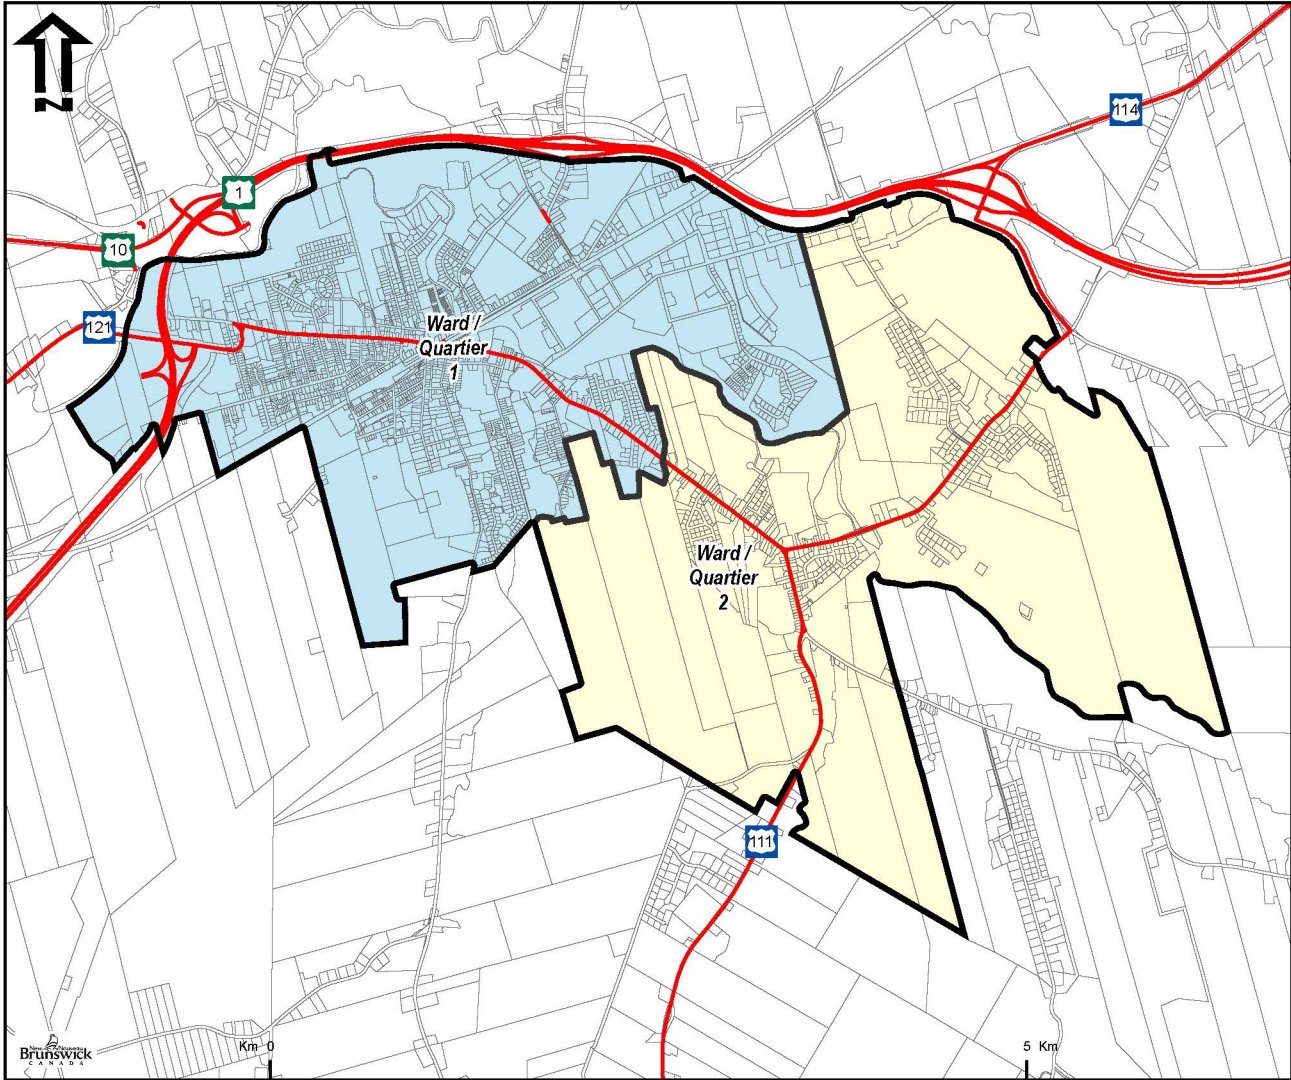 N
114
1
10
121
Ward /
Quartier
1
Ward /
Quartier
2
111
New Nouveau
Brunswick
CANADA
Km 0
5 Km